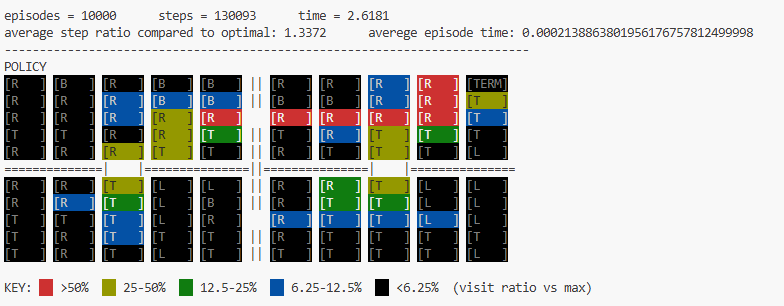 episodes = 10000      steps = 130093      time = 2.6181
average step ratio compared to optimal: 1.3372      averege episode time: 0.0002138863801956176757812499998
---------------------------------------------------------------------------
POLICY
[R   ] [B   ] [R   ] [B   ] [B   ] || [R   ] [R   ] [R   ] [R   ] [TERM]
[R   ] [R   ] [R   ] [B   ] [B   ] || [B   ] [B   ] [R   ] [R   ] [T   ]
[R   ] [R   ] [R   ] [R   ] [R   ]    [R   ] [R   ] [R   ] [R   ] [T   ]
[T   ] [T   ] [R   ] [R   ] [T   ] || [T   ] [R   ] [T   ] [T   ] [T   ]
[R   ] [R   ] [R   ] [T   ] [T   ] || [R   ] [T   ] [T   ] [T   ] [L   ]
==============|    |===============||===============|    |===============
[R   ] [R   ] [T   ] [L   ] [L   ] || [R   ] [R   ] [T   ] [L   ] [L   ]
[R   ] [R   ] [T   ] [L   ] [B   ] || [R   ] [T   ] [T   ] [L   ] [L   ]
[T   ] [T   ] [T   ] [L   ] [R   ]    [R   ] [T   ] [T   ] [L   ] [L   ]
[T   ] [R   ] [T   ] [R   ] [T   ] || [T   ] [T   ] [T   ] [T   ] [T   ]
[R   ] [R   ] [T   ] [L   ] [T   ] || [R   ] [T   ] [T   ] [T   ] [L   ]
KEY: >50% 25-50% 12.5-25% 6.25-12.5% <6.25% (visit ratio vs max)